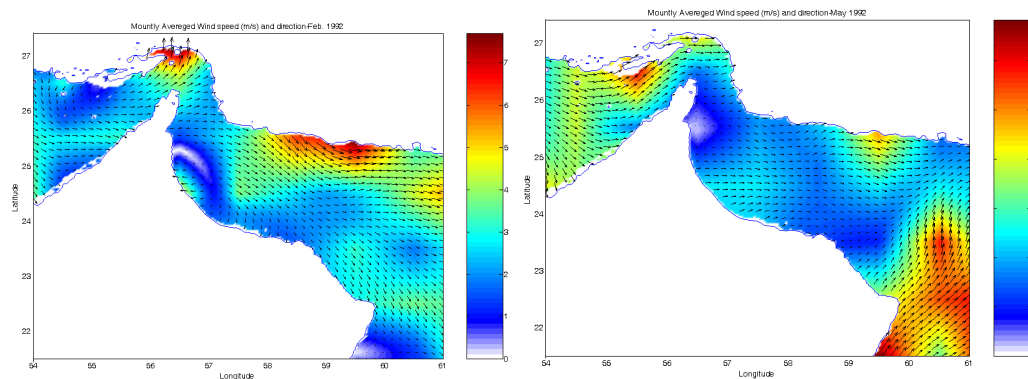 Mountly Avereged Wind speed (m/s) and direction-Feb. 1992
27
26
25
24
23
22
Latitude
54 55 56 57 58 59 60 61
Longitude
7
6
5
4
3
2
1
0
Mountly Averaged Wind speed (m/s) and direction-May 1992
27
26
25
24
23
22
Latitude
54 55 56 57 58 59 60 61
Longitude